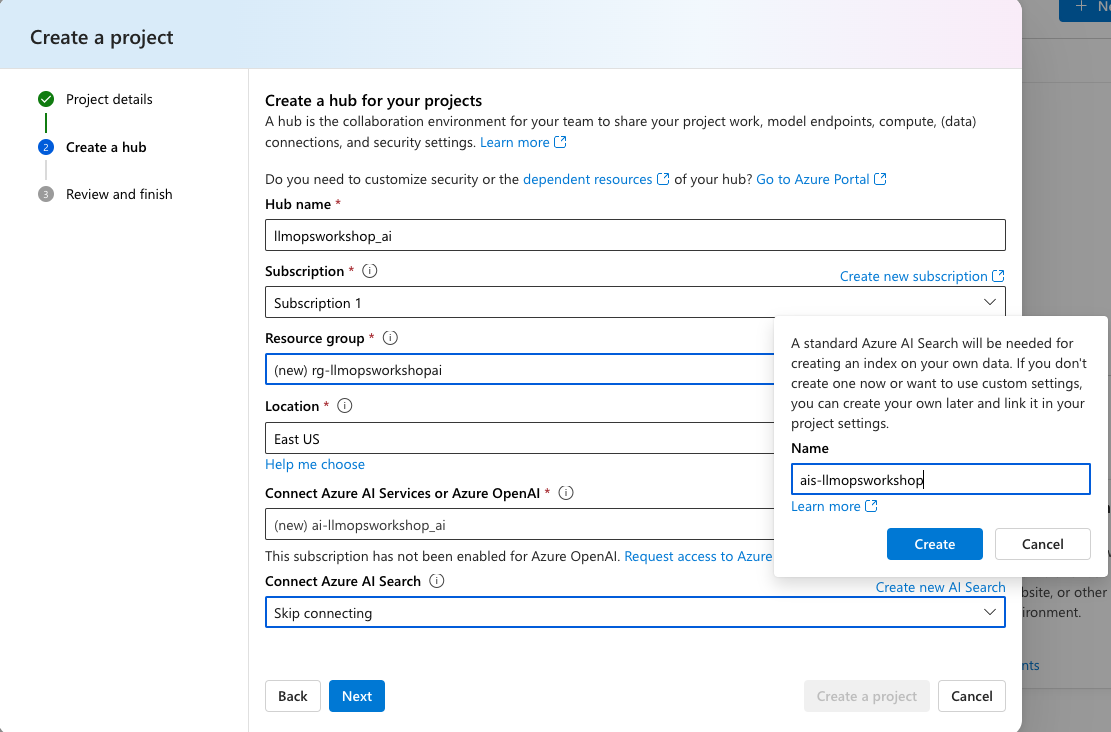 + Ne
Create a project
Project details
2 Create a hub
3 Review and finish
Create a hub for your projects
A hub is the collaboration environment for your team to share your project work, model endpoints, compute, (data)
connections, and security settings. Learn more
Do you need to customize security or the dependent resources of your hub? Go to Azure Portal
Hub name *
llmopsworkshop_ai
Subscription *
Create new subscription
Subscription 1
Resource group *
(new) rg-llmopsworkshopai
Location *
East US
Help me choose
Connect Azure AI Services or Azure OpenAI *
(new) ai-llmopsworkshop_ai
This subscription has not been enabled for Azure OpenAI. Request access to Azure
Connect Azure AI Search
Create new AI Search
Skip connecting
Back
Next
Create a project
Cancel
A standard Azure AI Search will be needed for
creating an index on your own data. If you don't
create one now or want to use custom settings,
you can create your own later and link it in your
project settings.
Name
ais-llmopsworkshop
Learn more
Create
Cancel
bsite, or other
ironment.
nts